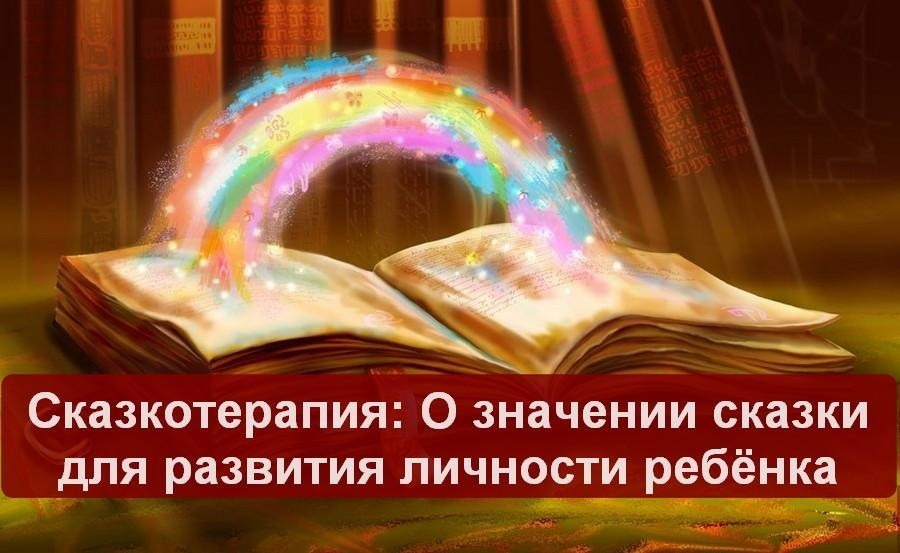 Сказкотерапия: О значении сказки
для развития личности ребёнка